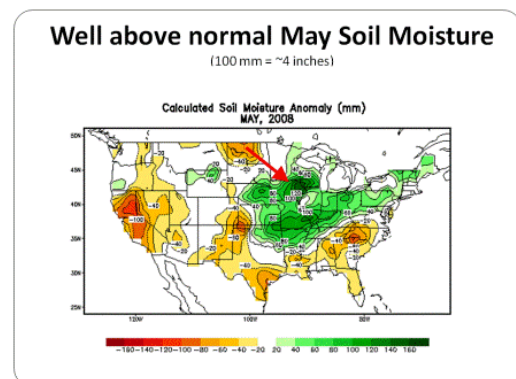 Well above normal May Soil Moisture
(100 mm = ~4 inches)
Calculated Soil Moisture Anomaly (mm)
MAY, 2008
50N
45N
40N
35N
30N
25N
120W
100W
80W
-160 -140 -120 -100 -80 -60 -40 -20 20 40 60 80 100 120 140 160